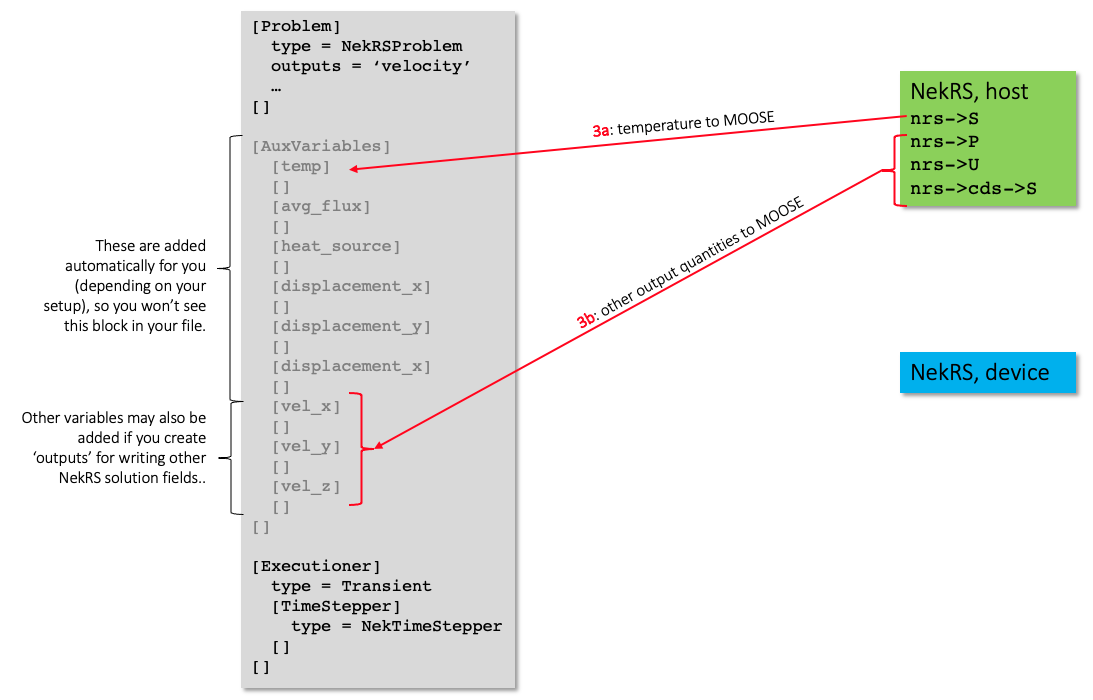 [Problem]
type = NekRSProblem
outputs = ‘velocity’
…
[]
[AuxVariables]
[temp]
[]
[avg_flux]
[]
[heat_source]
[]
[displacement_x]
[]
[displacement_y]
[]
[displacement_x]
[]
[vel_x]
[]
[vel_y]
[]
[vel_z]
[]
[]
[Executioner]
type = Transient
[TimeStepper]
type = NekTimeStepper
[]
[]
These are added
automatically for you
(depending on your
setup), so you won’t see
this block in your file.
Other variables may also be
added if you create
‘outputs’ for writing other
NekRS solution fields..
3a: temperature to MOOSE
3b: other output quantities to MOOSE
NekRS, host
nrs->S
nrs->P
nrs->U
nrs->cds->S
NekRS, device